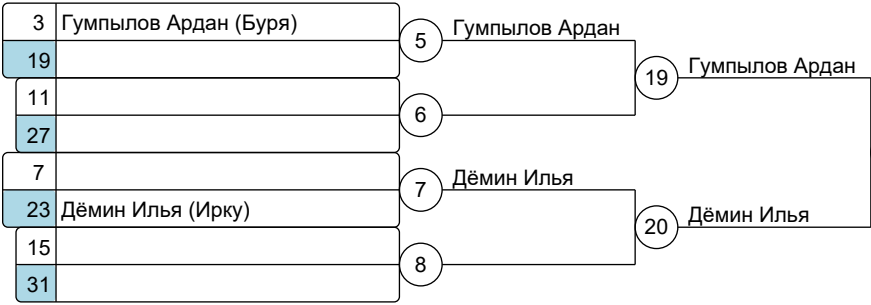 3 Гумпылов Ардан (Буря)
19
11
27
7
23 Дёмин Илья (Ирку)
15
31
5 Гумпылов Ардан
6
7 Дёмин Илья
8
19 Гумпылов Ардан
20 Дёмин Илья